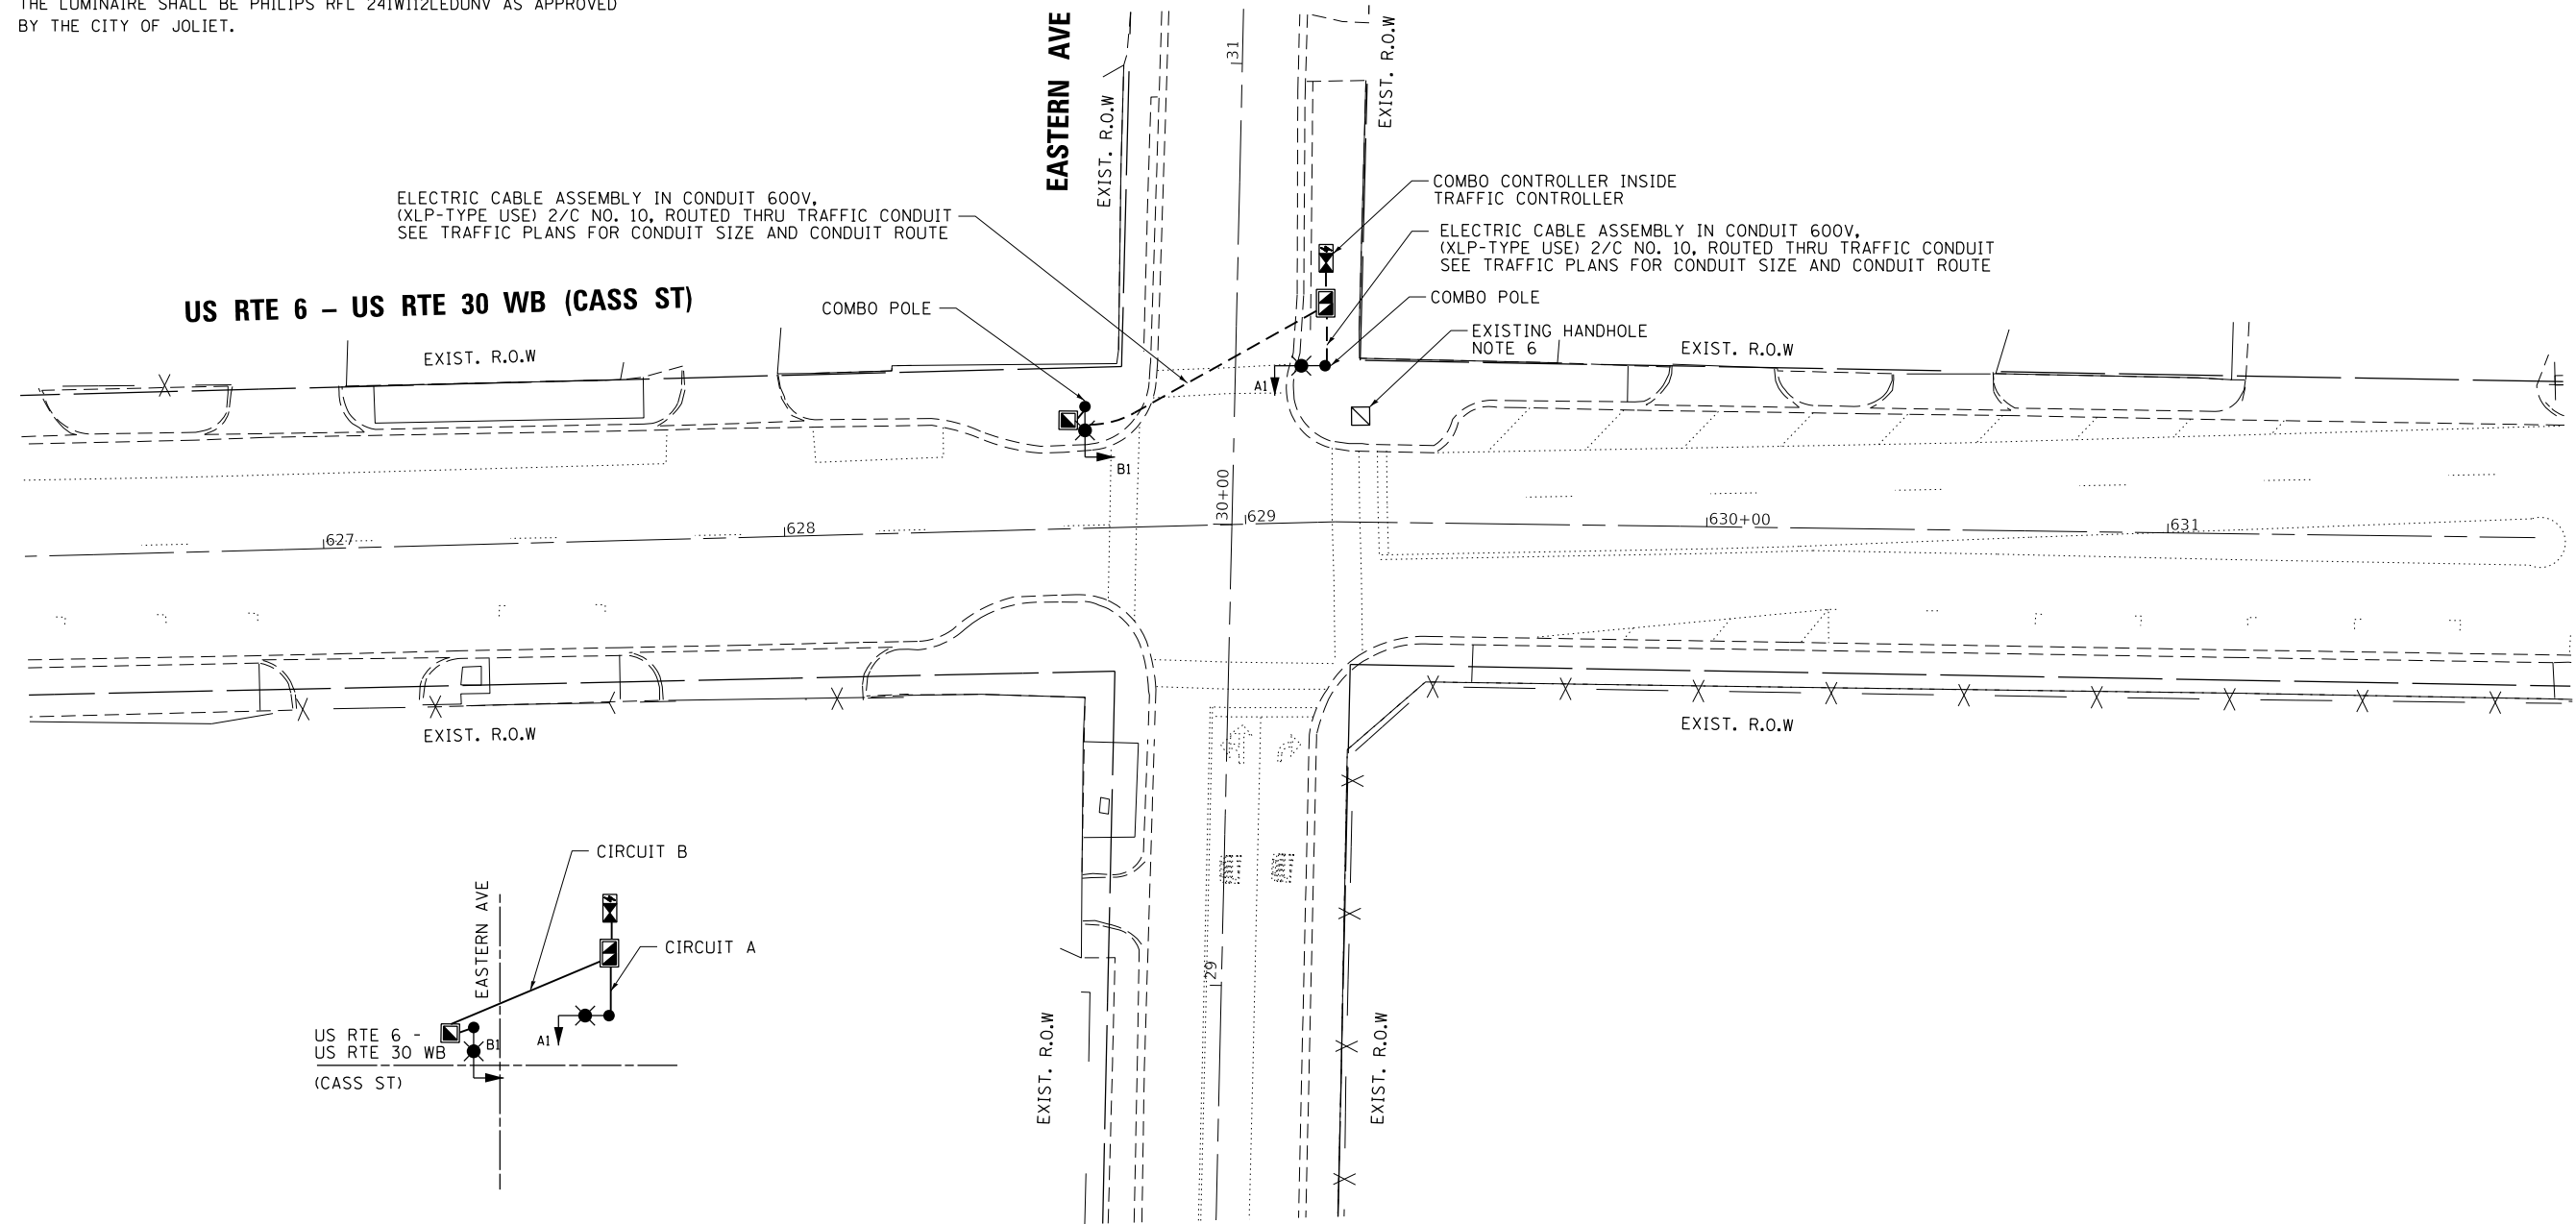 THE LUMINAIRE SHALL BE PHILIPS RFL 241W112LEDUNV AS APPROVED
BY THE CITY OF JOLIET.
EASTERN AVE
EXIST. R.O.W
31
EXIST. R.O.W
ELECTRIC CABLE ASSEMBLY IN CONDUIT 600V,
(XLP-TYPE USE) 2/C NO. 10, ROUTED THRU TRAFFIC CONDUIT
SEE TRAFFIC PLANS FOR CONDUIT SIZE AND CONDUIT ROUTE
COMBO CONTROLLER INSIDE
TRAFFIC CONTROLLER
ELECTRIC CABLE ASSEMBLY IN CONDUIT 600V,
(XLP-TYPE USE) 2/C NO. 10, ROUTED THRU TRAFFIC CONDUIT
SEE TRAFFIC PLANS FOR CONDUIT SIZE AND CONDUIT ROUTE
US RTE 6 – US RTE 30 WB (CASS ST)
COMBO POLE
COMBO POLE
EXISTING HANDHOLE
NOTE 6
EXIST. R.O.W
EXIST. R.O.W
A1
B1
30+00
627
628
629
630+00
631
EXIST. R.O.W
EXIST. R.O.W
29
EXIST. R.O.W
EXIST. R.O.W
CIRCUIT B
EASTERN AVE
CIRCUIT A
US RTE 6 -
US RTE 30 WB
(CASS ST)
B1
A1